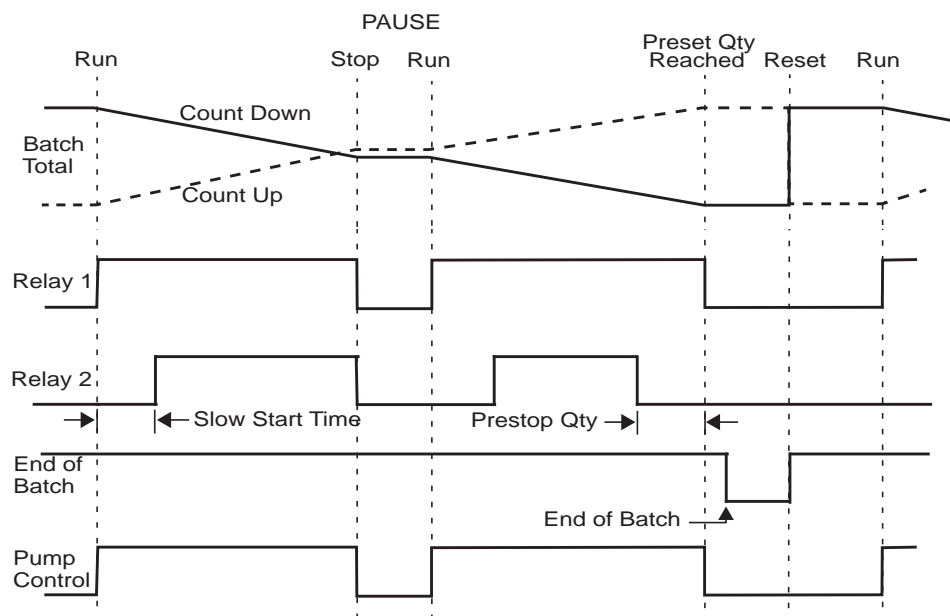 PAUSE
Run
Stop
Run
Preset Qty
Reached
Reset
Run
Count Down
Batch
Total
Count Up
Relay 1
Relay 2
Slow Start Time
Prestop Qty
End of
Batch
End of Batch
Pump
Control